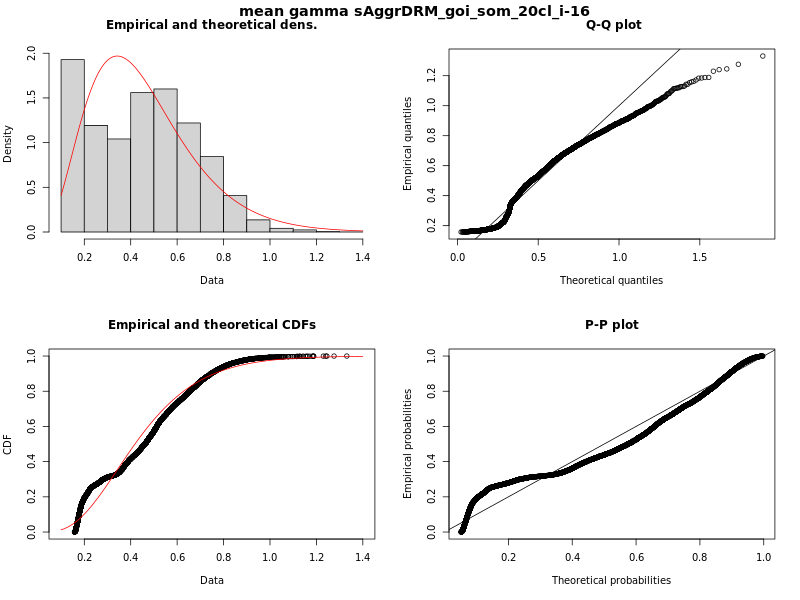 mean gamma sAggrDRM_goi_som_20cl_i-16
Empirical and theoretical dens.
Density
0.0 0.5 1.0 1.5 2.0
0.2 0.4 0.6 0.8 1.0 1.2 1.4
Data
Q-Q plot
Empirical quantiles
0.2 0.4 0.6 0.8 1.0 1.2
0.0 0.5 1.0 1.5
Theoretical quantiles
Empirical and theoretical CDFs
CDF
0.0 0.2 0.4 0.6 0.8 1.0
0.2 0.4 0.6 0.8 1.0 1.2 1.4
Data
P-P plot
Empirical probabilities
0.0 0.2 0.4 0.6 0.8 1.0
0.2 0.4 0.6 0.8 1.0
Theoretical probabilities